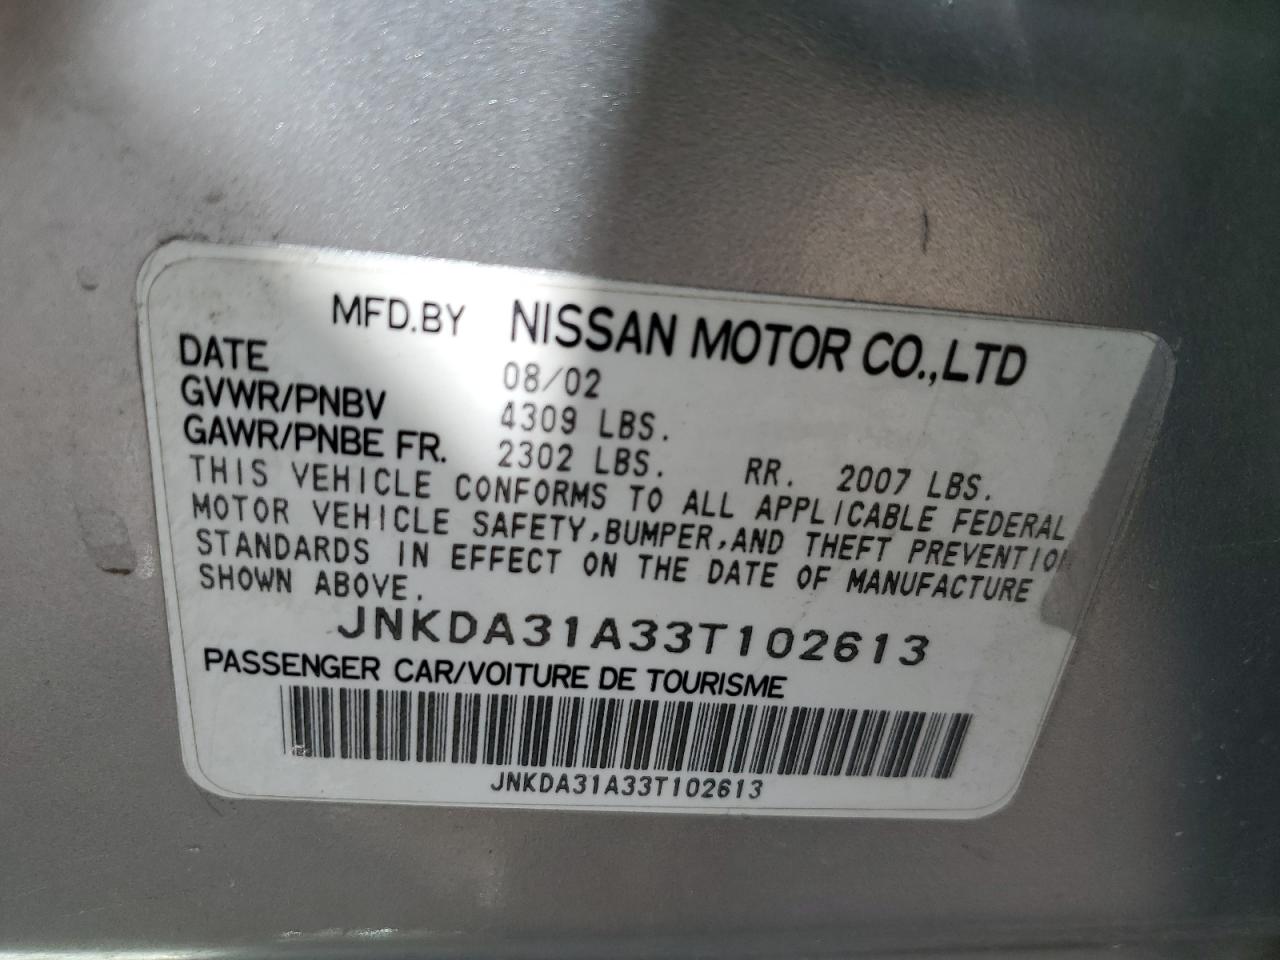 MFD.BY NISSAN MOTOR CO.,LTD
DATE 08/02
GVWR/PNBV 4309 LBS.
GAWR/PNBE FR. 2302 LBS. RR. 2007 LBS.
THIS VEHICLE CONFORMS TO ALL APPLICABLE FEDERAL
MOTOR VEHICLE SAFETY,BUMPER,AND THEFT PREVENTION
STANDARDS IN EFFECT ON THE DATE OF MANUFACTURE
SHOWN ABOVE.
JNKDA31A33T102613
PASSENGER CAR/VOITURE DE TOURISME
JNKDA31A33T102613